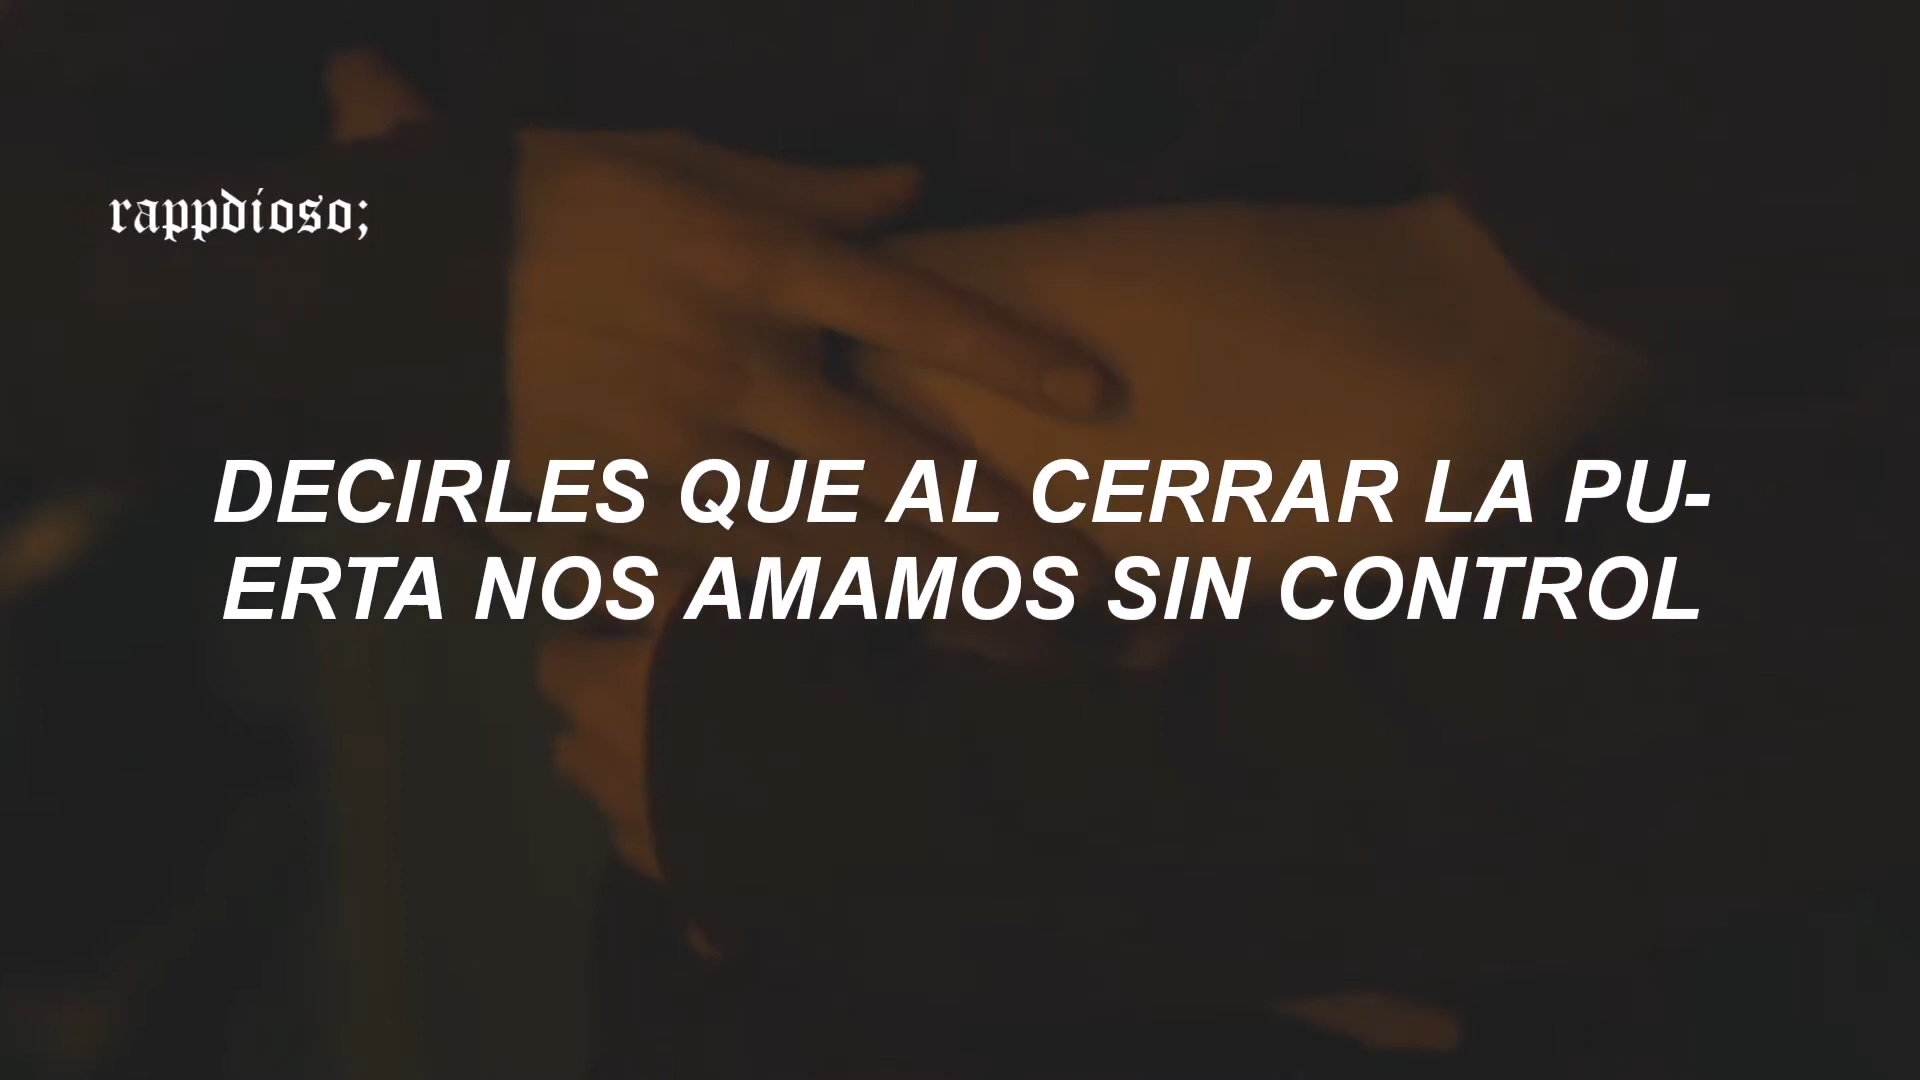 rappdioso;
DECIRLES QUE AL CERRAR LA PU-
ERTA NOS AMAMOS SIN CONTROL